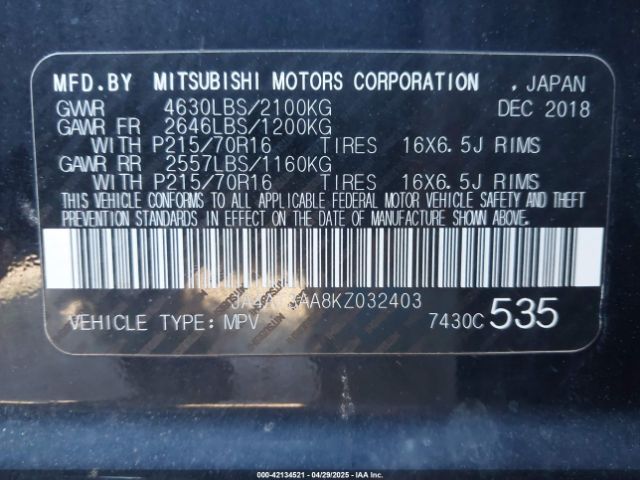 MFD.BY MITSUBISHI MOTORS CORPORATION , JAPAN
GVWR 4630LBS/2100KG DEC 2018
GAWR FR 2646LBS/1200KG
WITH P215/70R16 TIRES 16X6.5J RIMS
GAWR RR 2557LBS/1160KG
WITH P215/70R16 TIRES 16X6.5J RIMS
THIS VEHICLE CONFORMS TO ALL APPLICABLE FEDERAL MOTOR VEHICLE SAFETY AND THEFT
PREVENTION STANDARDS IN EFFECT ON THE DATE OF MANUFACTURE SHOWN ABOVE.
VEHICLE TYPE: MPV 7430C 535
00-42134521 04/29/2025 - IAA Inc.